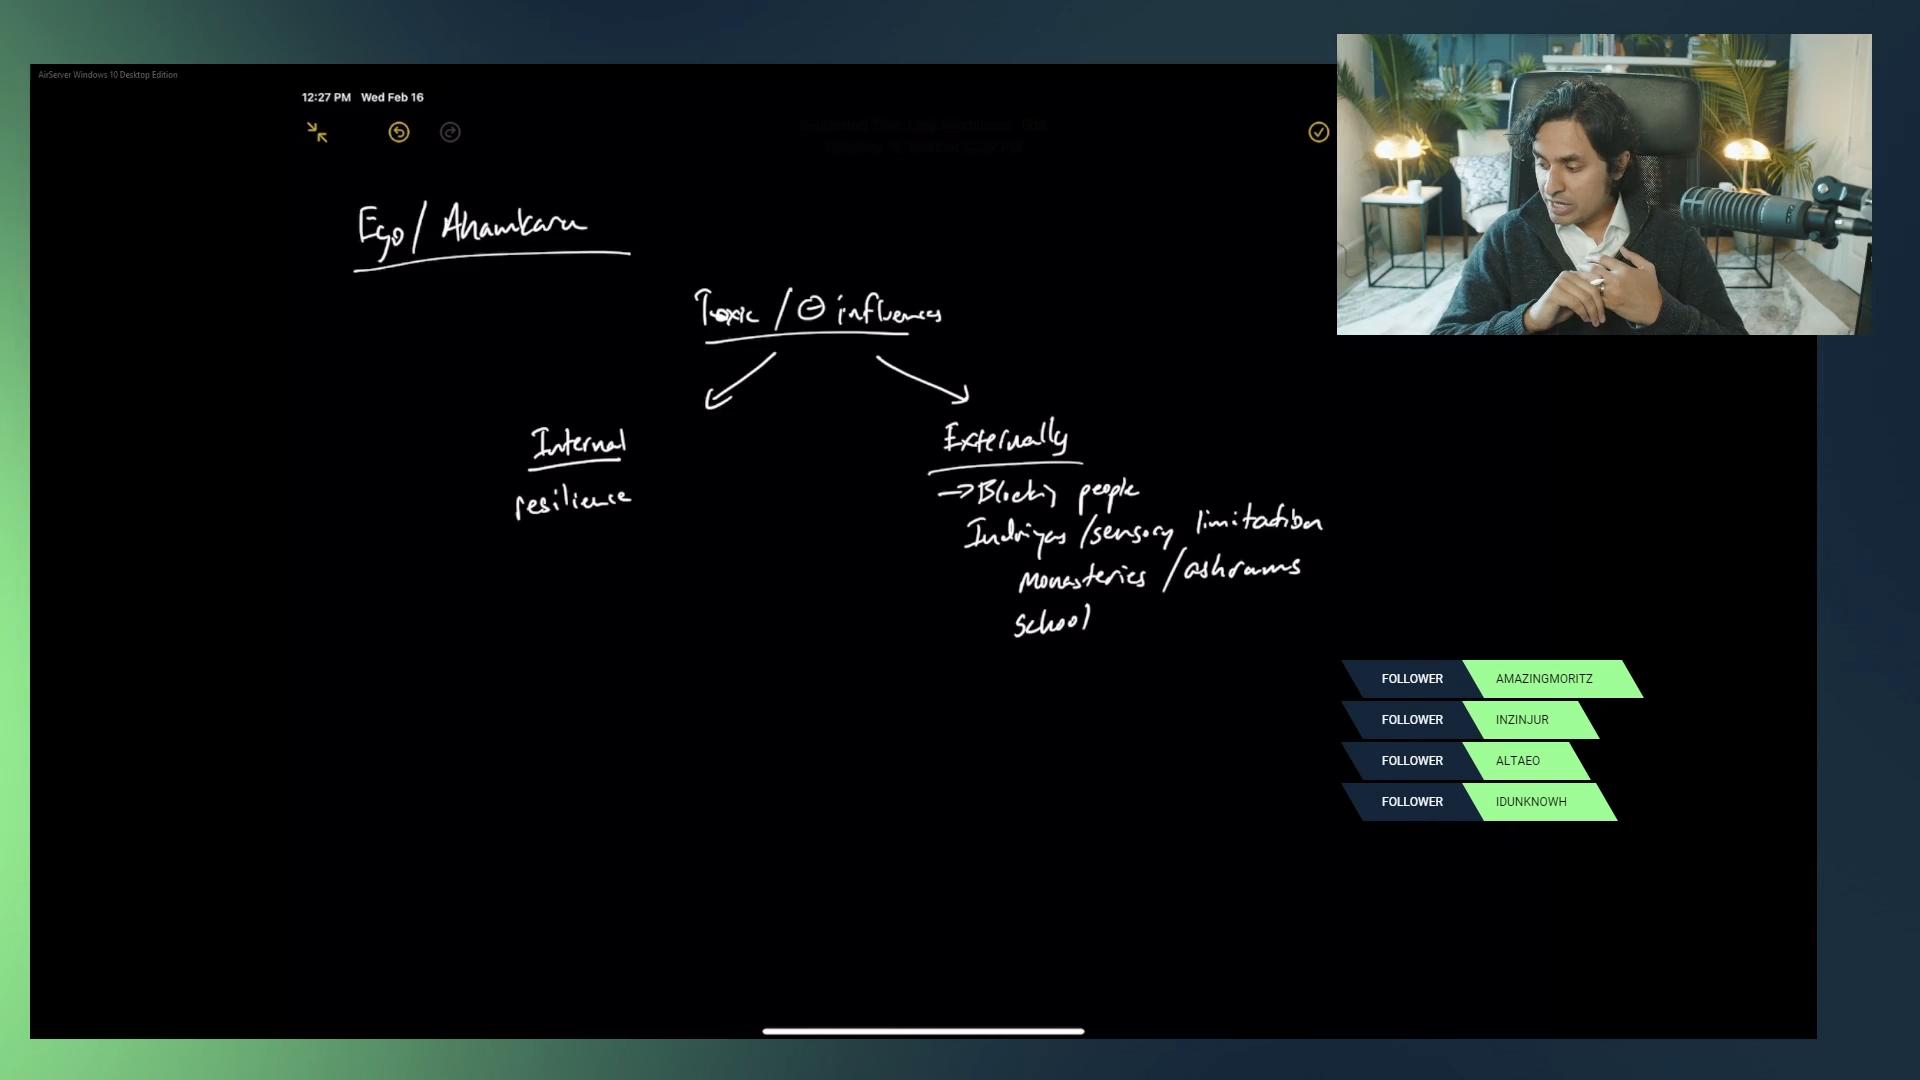 AirServer Windows 10 Desktop Edition
12:27 PM Wed Feb 16
Ego / Ahamkara
Toxic / ⊖ influences
Internal
resilience
Externally
→ Blocking people
Indriyas / sensory limitation
monasteries / ashrams
school
FOLLOWER AMAZINGMORITZ
FOLLOWER INZINJUR
FOLLOWER ALTAEO
FOLLOWER IDUNKNOWH